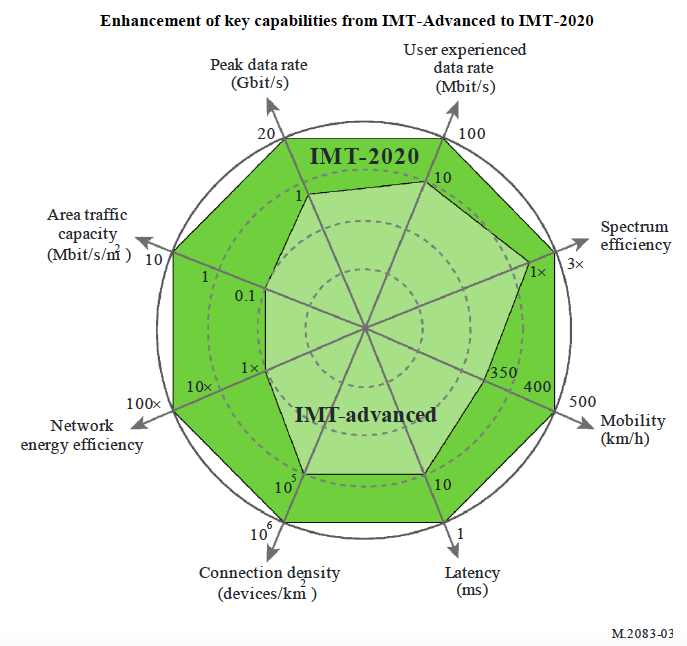 Enhancement of key capabilities from IMT-Advanced to IMT-2020
User experienced
data rate
(Mbit/s)
Peak data rate
(Gbit/s)
20
100
IMT-2020
1
10
Area traffic
capacity
(Mbit/s/m²)
10
1
0.1
Spectrum
efficiency
1×
3×
1×
10×
100×
350
400
500
Network
energy efficiency
IMT-advanced
Mobility
(km/h)
10⁵
10
10⁶
1
Connection density
(devices/km²)
Latency
(ms)
M.2083-03